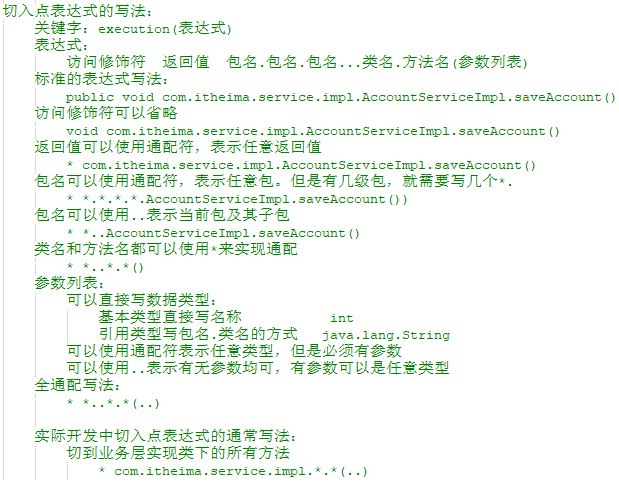 切入点表达式的写法：
关键字：execution(表达式)
表达式：
访问修饰符  返回值  包名.包名.包名...类名.方法名(参数列表)
标准的表达式写法：
public void com.itheima.service.impl.AccountServiceImpl.saveAccount()
访问修饰符可以省略
void com.itheima.service.impl.AccountServiceImpl.saveAccount()
返回值可以使用通配符，表示任意返回值
* com.itheima.service.impl.AccountServiceImpl.saveAccount()
包名可以使用通配符，表示任意包。但是有几级包，就需要写几个*.
* *.*.*.*.AccountServiceImpl.saveAccount())
包名可以使用..表示当前包及其子包
* *..AccountServiceImpl.saveAccount()
类名和方法名都可以使用*来实现通配
* *..*.*()
参数列表：
可以直接写数据类型：
基本类型直接写名称           int
引用类型写包名.类名的方式   java.lang.String
可以使用通配符表示任意类型，但是必须有参数
可以使用..表示有无参数均可，有参数可以是任意类型
全通配写法：
* *..*.*(..)
实际开发中切入点表达式的通常写法：
切到业务层实现类下的所有方法
* com.itheima.service.impl.*.*(..)